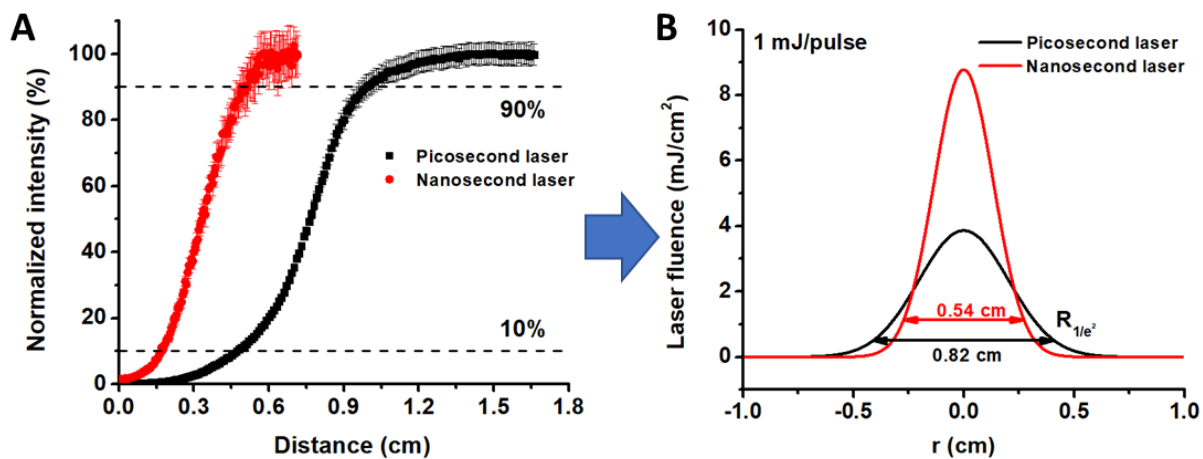 A
Normalized intensity (%)
100
80
60
40
20
0
90%
Picosecond laser
Nanosecond laser
10%
0.0 0.3 0.6 0.9 1.2 1.5 1.8
Distance (cm)
B
Laser fluence (mJ/cm²)
10
8
6
4
2
0
1 mJ/pulse
Picosecond laser
Nanosecond laser
0.54 cm
R1/e²
0.82 cm
-1.0 -0.5 0.0 0.5 1.0
r (cm)